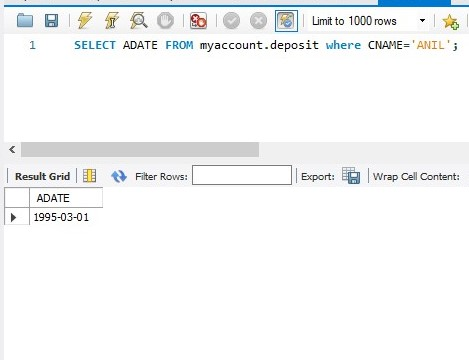 Limit to 1000 rows
1 SELECT ADATE FROM myaccount.deposit where CNAME='ANIL';
Result Grid Filter Rows: Export: Wrap Cell Content:
ADATE
1995-03-01